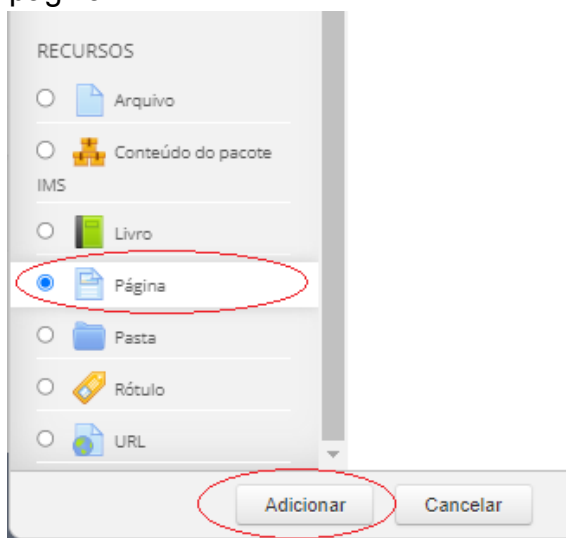 RECURSOS
Arquivo
Conteúdo do pacote
IMS
Livro
Página
Pasta
Rótulo
URL
Adicionar Cancelar